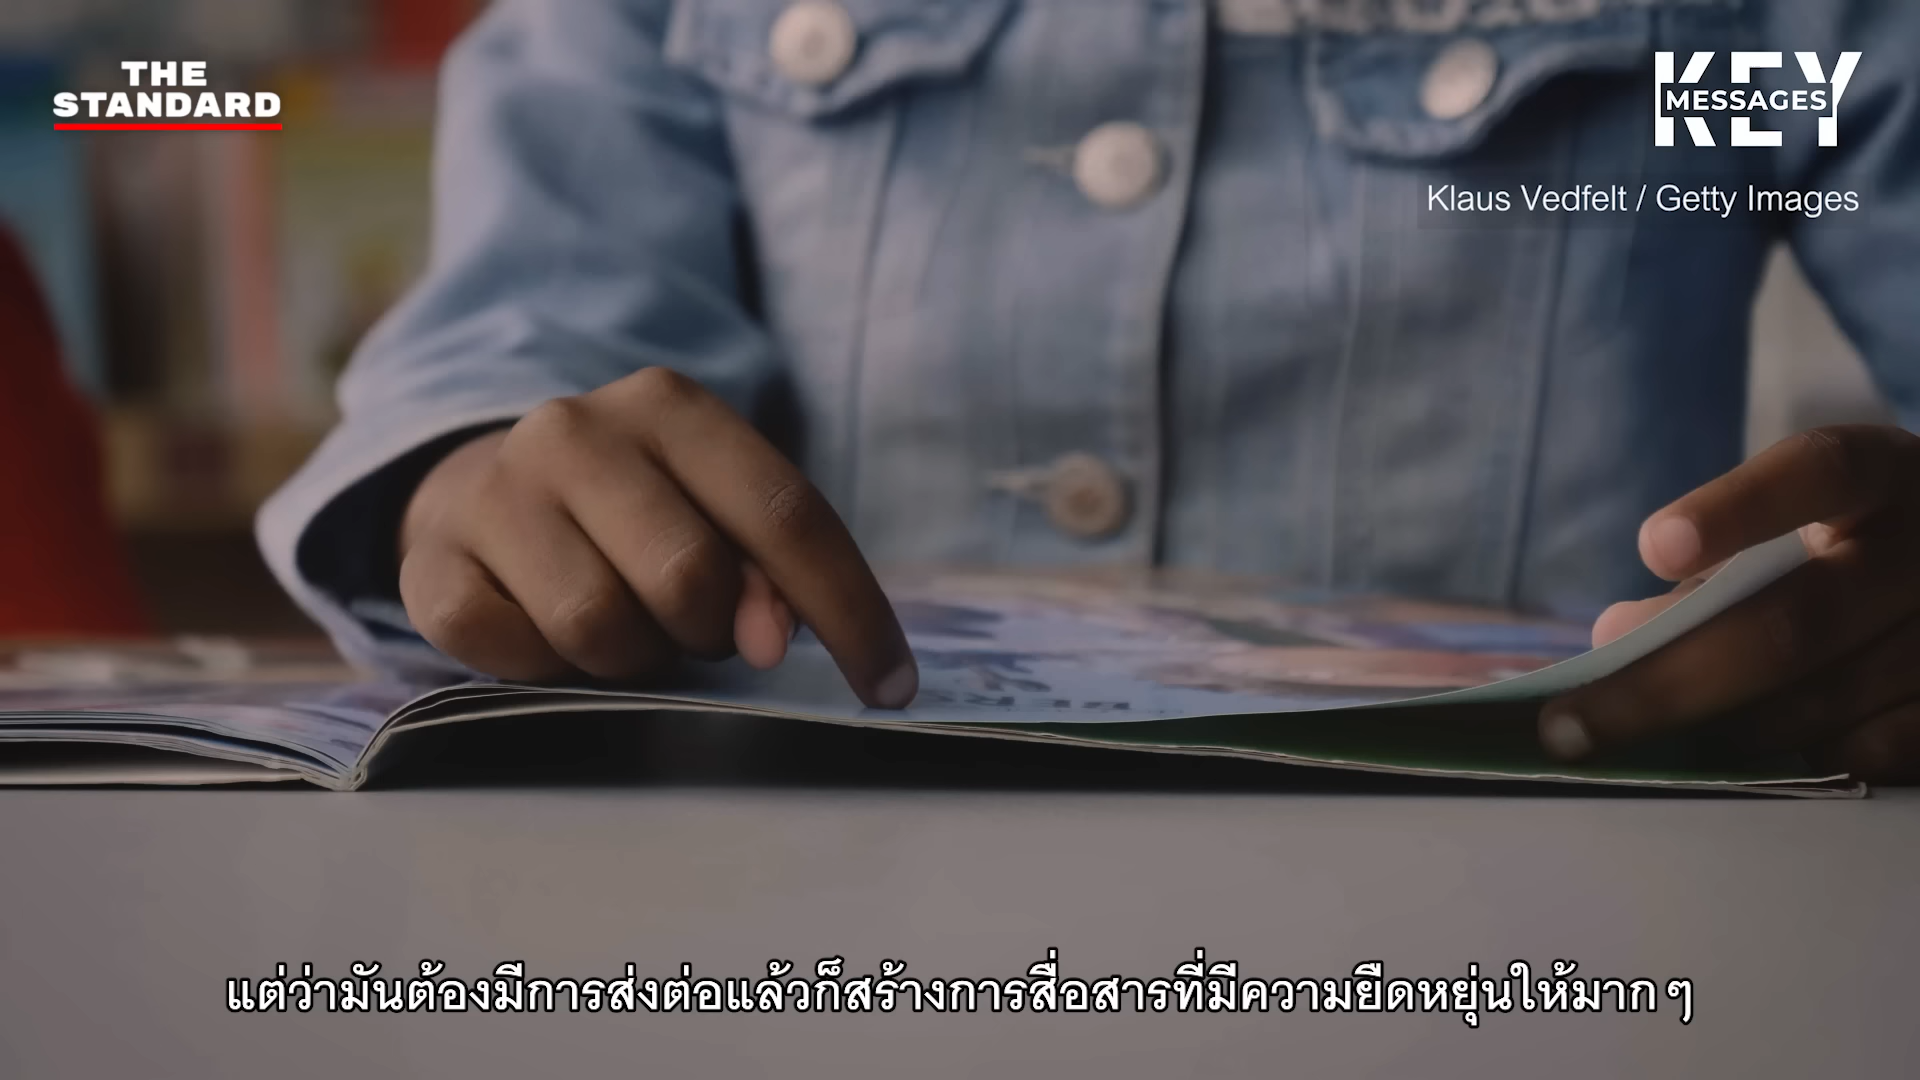 THE
STANDARD
KEY
MESSAGES
Klaus Vedfelt / Getty Images
แต่ว่ามันต้องมีการส่งต่อแล้วก็สร้างการสื่อสารที่มีความยืดหยุ่นให้มาก ๆ